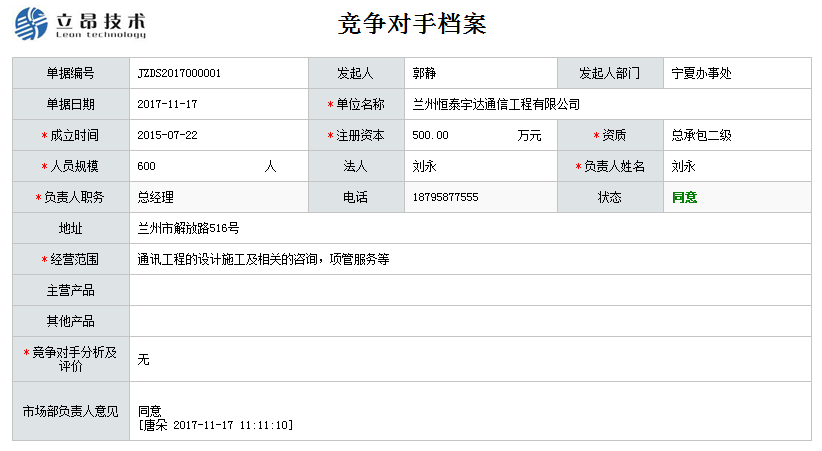 立昂技术
Leon technology
竞争对手档案
单据编号 JZDS2017000001 发起人 郭静 发起人部门 宁夏办事处
单据日期 2017-11-17 *单位名称 兰州恒泰宇达通信工程有限公司
*成立时间 2015-07-22 *注册资本 500.00 万元 *资质 总承包二级
*人员规模 600 人 法人 刘永 *负责人姓名 刘永
*负责人职务 总经理 电话 18795877555 状态 同意
地址 兰州市解放路516号
*经营范围 通讯工程的设计施工及相关的咨询，项管服务等
主营产品
其他产品
*竞争对手分析及
评价
无
市场部负责人意见
同意
[唐朵 2017-11-17 11:11:10]